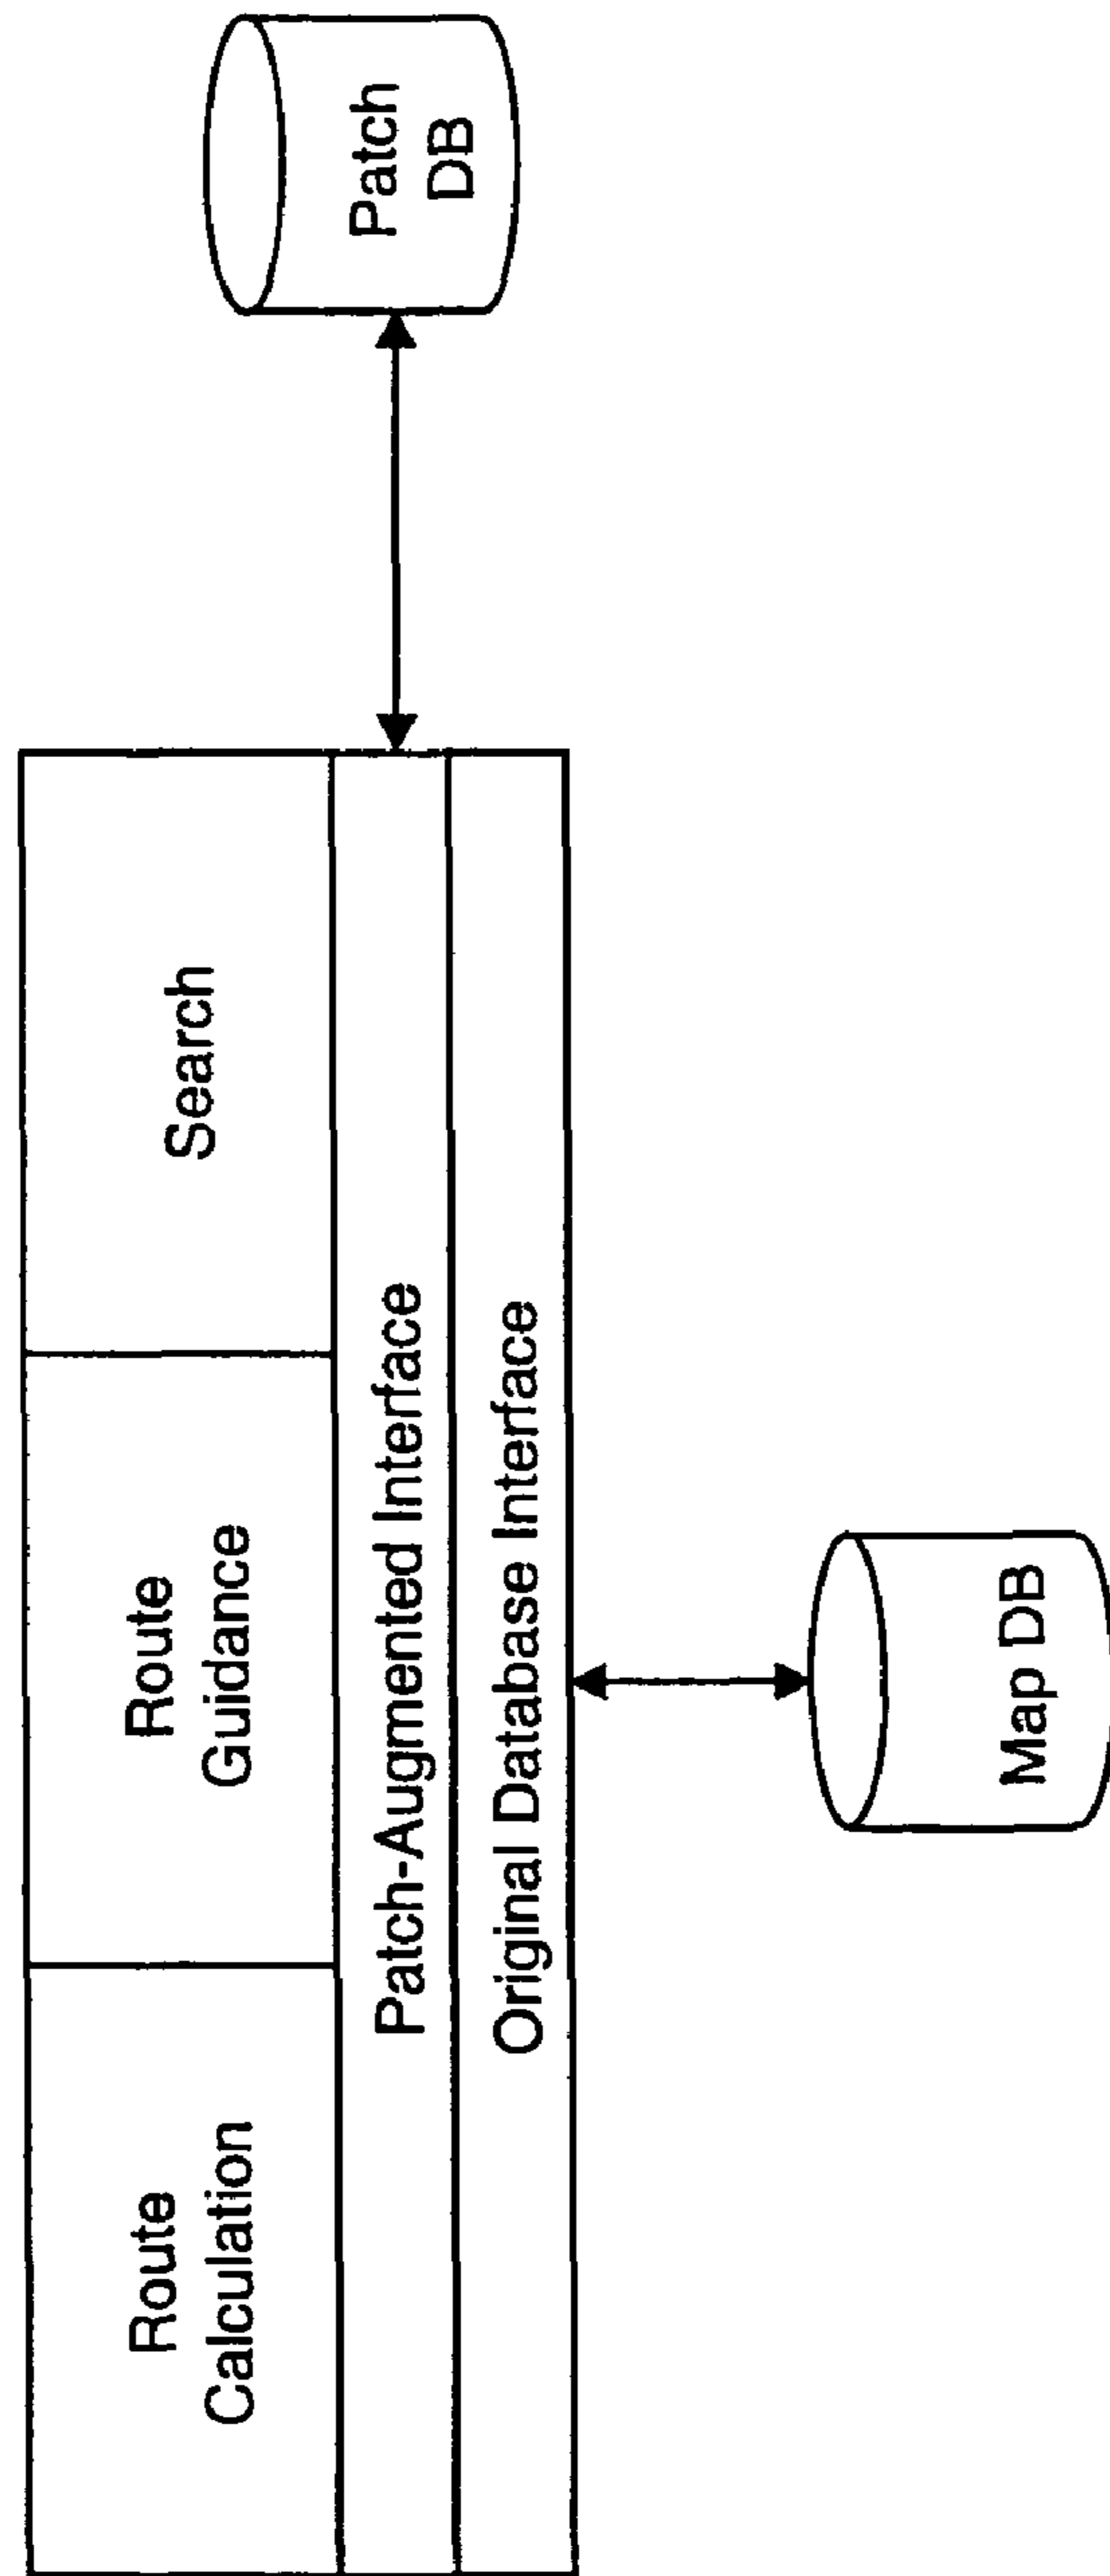 Route
Calculation
Route
Guidance
Search
Patch-Augmented Interface
Original Database Interface
Patch
DB
Map DB